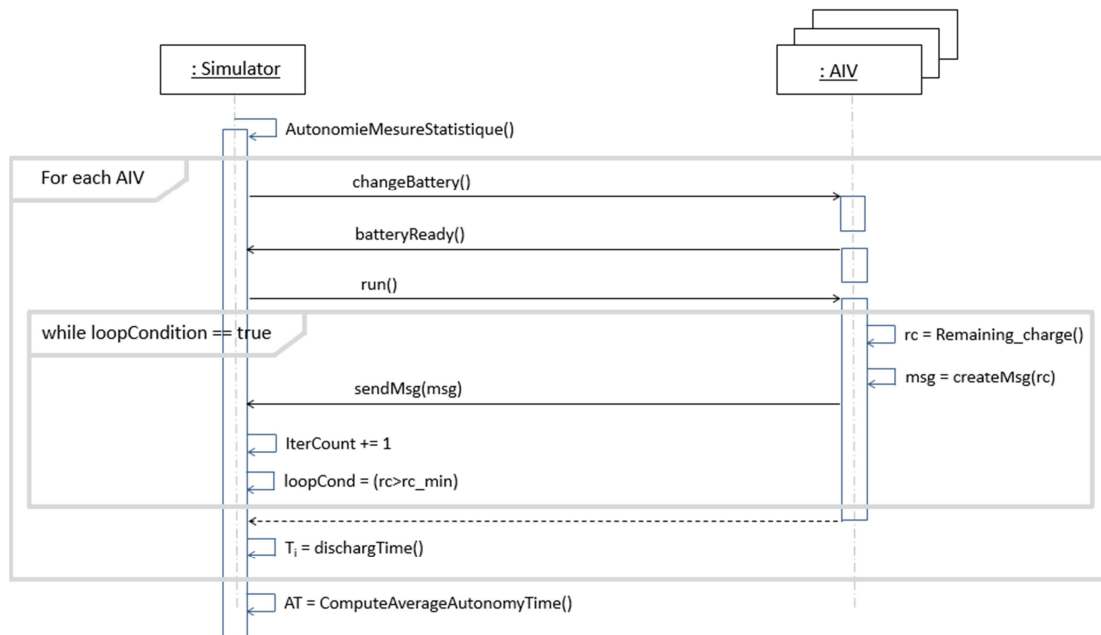 : Simulator
: AIV
AutonomieMesureStatistique()
For each AIV
changeBattery()
batteryReady()
run()
while loopCondition == true
rc = Remaining_charge()
msg = createMsg(rc)
sendMsg(msg)
IterCount += 1
loopCond = (rc>rc_min)
Ti = dischargTime()
AT = ComputeAverageAutonomyTime()